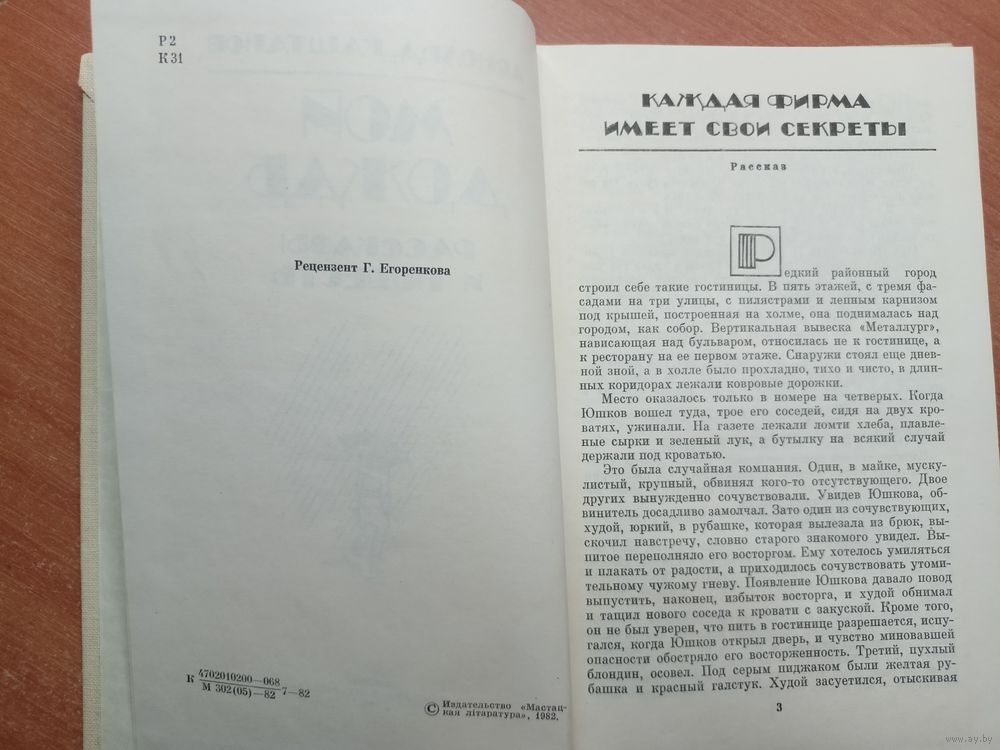 Р2
К31
Рецензент Г. Егоренкова
К 4702010200—068
М 302(05)—82 7—82
© Издательство «Мастац-
кая лiтаратура», 1982.
КАЖДАЯ ФИРМА
ИМЕЕТ СВОИ СЕКРЕТЫ
Рассказ
Редкий районный город
строил себе такие гостиницы. В пять этажей, с тремя фа-
садами на три улицы, с пилястрами и лепным карнизом
под крышей, построенная на холме, она поднималась над
городом, как собор. Вертикальная вывеска «Металлург»,
нависающая над бульваром, относилась не к гостинице, а
к ресторану на ее первом этаже. Снаружи стоял еще днев-
ной зной, а в холле было прохладно, тихо и чисто, в длин-
ных коридорах лежали ковровые дорожки.
Место оказалось только в номере на четверых. Когда
Юшков вошел туда, трое его соседей, сидя на двух кро-
ватях, ужинали. На газете лежали ломти хлеба, плавле-
ные сырки и зеленый лук, а бутылку на всякий случай
держали под кроватью.
Это была случайная компания. Один, в майке, муску-
листый, крупный, обвинял кого-то отсутствующего. Двое
других вынужденно сочувствовали. Увидев Юшкова, об-
винитель досадливо замолчал. Зато один из сочувствующих,
худой, юркий, в рубашке, которая вылезала из брюк, вы-
скочил навстречу, словно старого знакомого увидел. Вы-
питое переполняло его восторгом. Ему хотелось умиляться
и плакать от радости, а приходилось сочувствовать утоми-
тельному чужому гневу. Появление Юшкова давало повод
выпустить, наконец, избыток восторга, и худой обнимал
и тащил нового соседа к кровати с закуской. Кроме того,
он не был уверен, что пить в гостинице разрешается, испу-
гался, когда Юшков открыл дверь, и чувство миновавшей
опасности обострило его восторженность. Третий, пухлый
блондин, осовел. Под серым пиджаком были желтая ру-
башка и красный галстук. Худой засуетился, отыскивая
3
www.ay.by